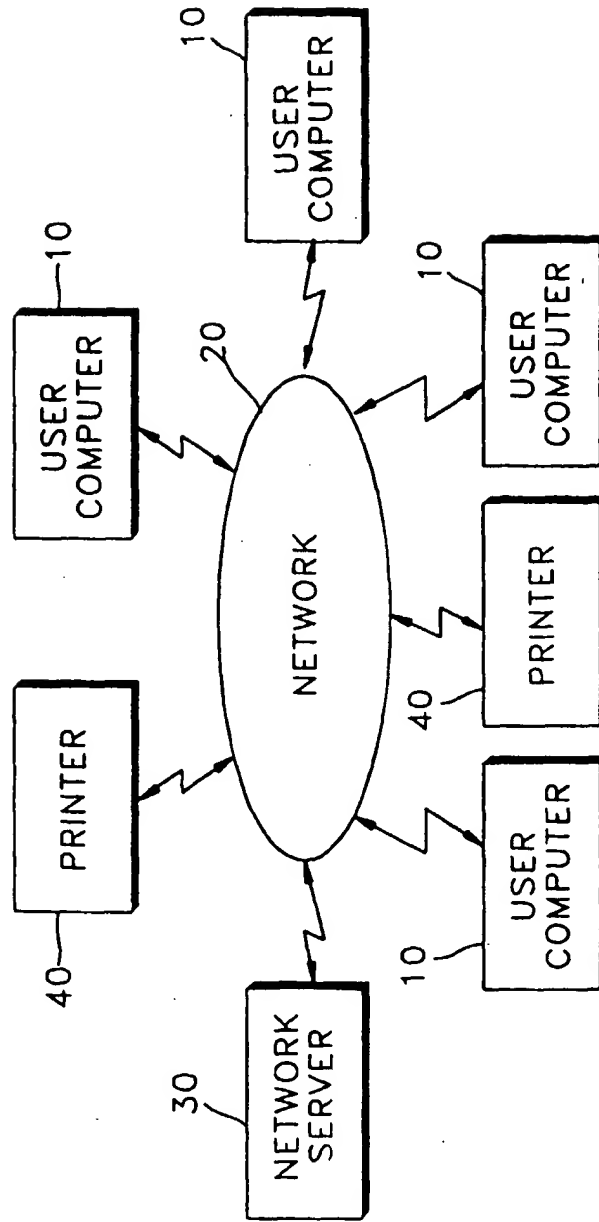 PRINTER
40
USER
COMPUTER
10
NETWORK
SERVER
30
NETWORK
20
USER
COMPUTER
10
USER
COMPUTER
10
PRINTER
40
USER
COMPUTER
10